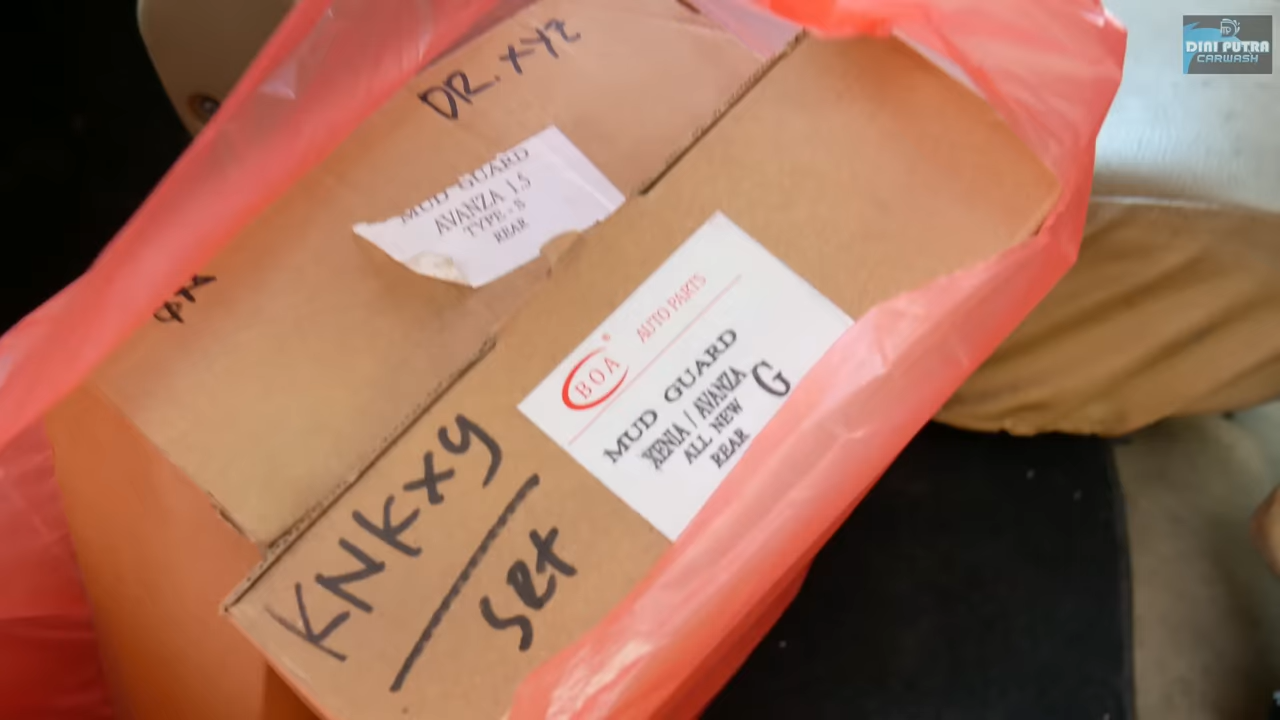 DINI PUTRA
CARWASH
DR. XYZ
MUD GUARD
AVANZA 1.5
TYPE - S
REAR
BOA ® AUTO PARTS
MUD GUARD
XENIA / AVANZA
ALL NEW G
REAR
KNKXY
SET